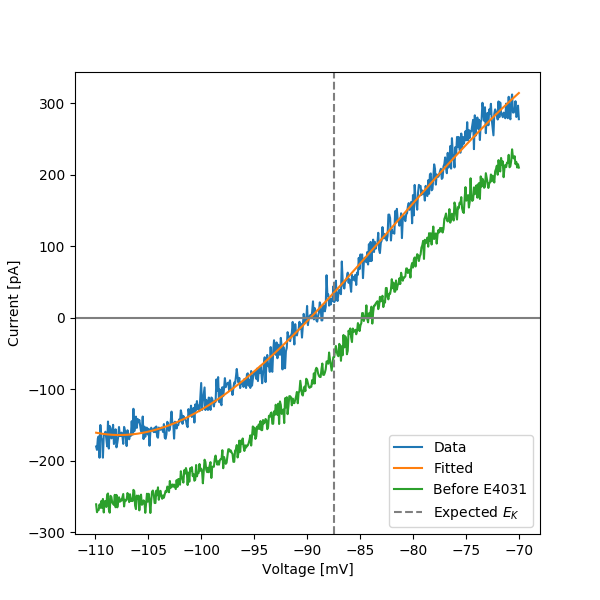 300
200
100
0
−100
−200
−300
Current [pA]
−110
−105
−100
−95
−90
−85
−80
−75
−70
Voltage [mV]
Data
Fitted
Before E4031
Expected E_K